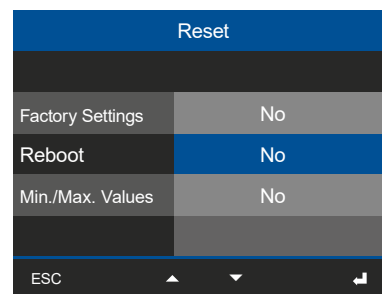 Reset
Factory Settings No
Reboot No
Min./Max. Values No
ESC